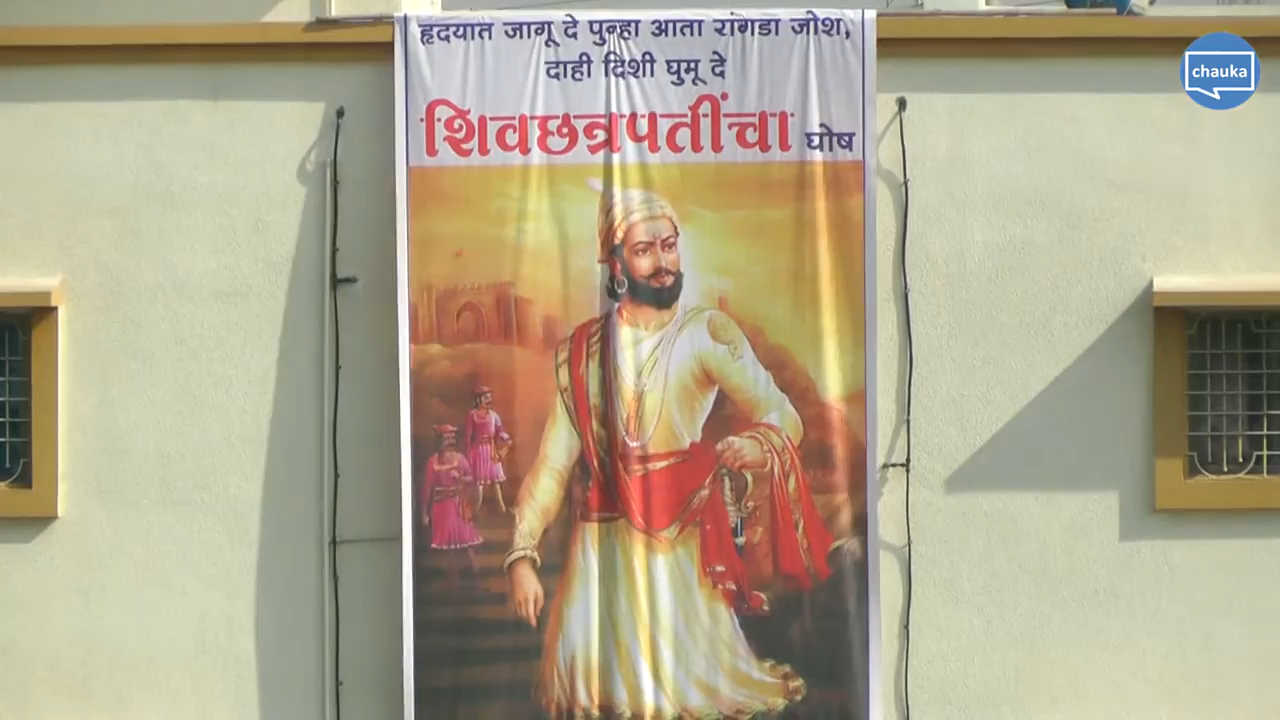 हृदयात जागू दे पुन्हा आता रांगडा जोश,
दाही दिशी घुमू दे
शिवछत्रपतींचा घोष
chauka